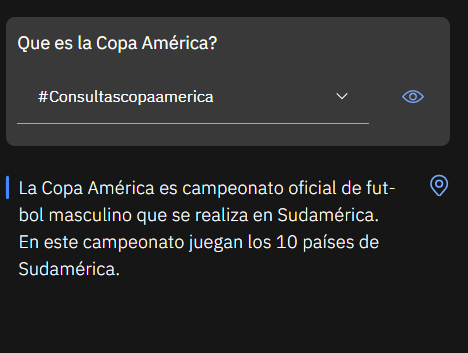 Que es la Copa América?
#Consultascopaamerica
La Copa América es campeonato oficial de fut-
bol masculino que se realiza en Sudamérica.
En este campeonato juegan los 10 países de
Sudamérica.